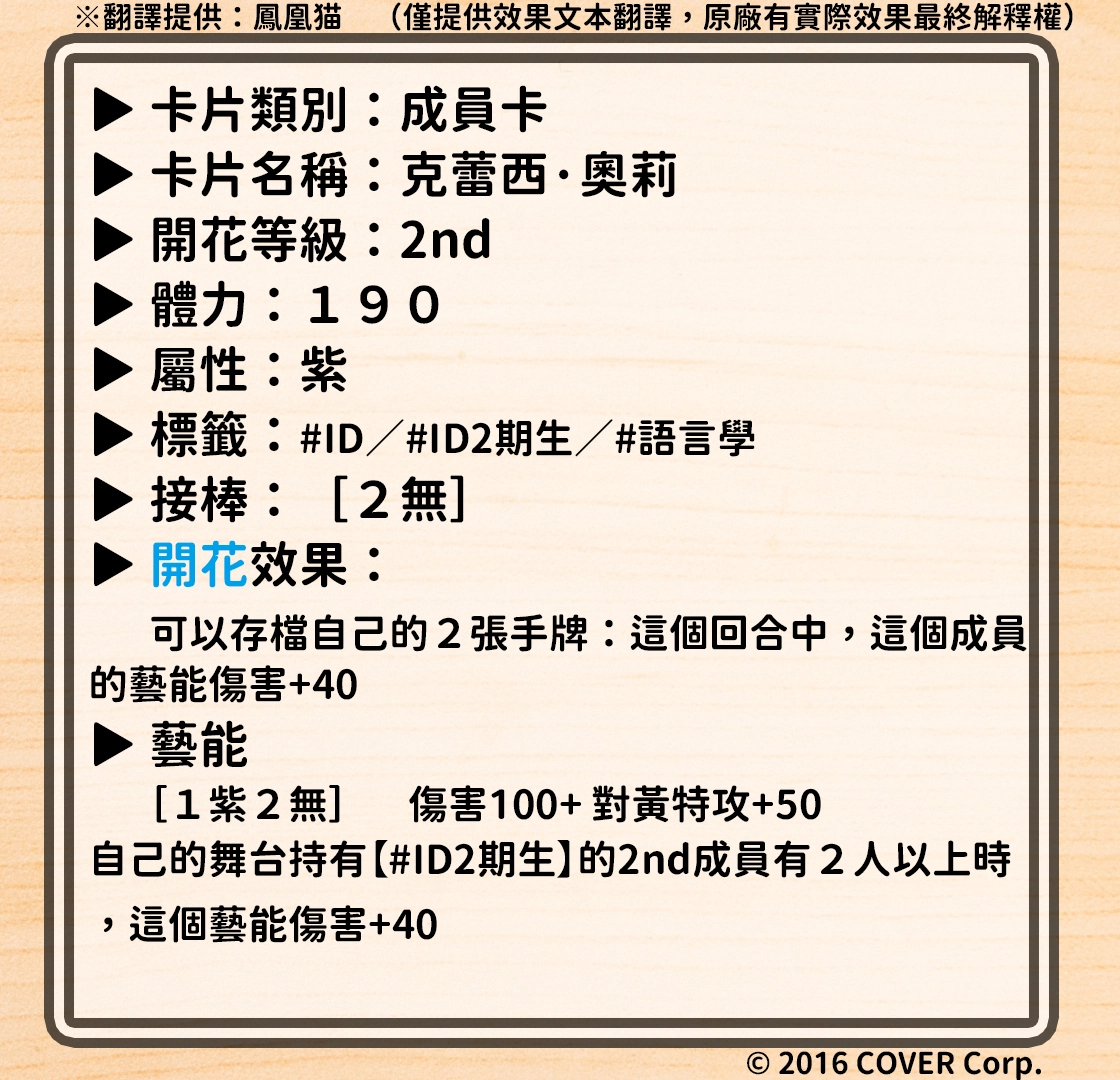 ※翻譯提供：鳳凰猫　（僅提供效果文本翻譯，原廠有實際效果最終解釋權）
▶ 卡片類別：成員卡
▶ 卡片名稱：克蕾西·奧莉
▶ 開花等級：2nd
▶ 體力：１９０
▶ 屬性：紫
▶ 標籤：#ID／#ID2期生／#語言學
▶ 接棒：［２無］
▶ 開花效果：
可以存檔自己的２張手牌：這個回合中，這個成員
的藝能傷害+40
▶ 藝能
［１紫２無］　傷害100+ 對黃特攻+50
自己的舞台持有【#ID2期生】的2nd成員有２人以上時
，這個藝能傷害+40
© 2016 COVER Corp.